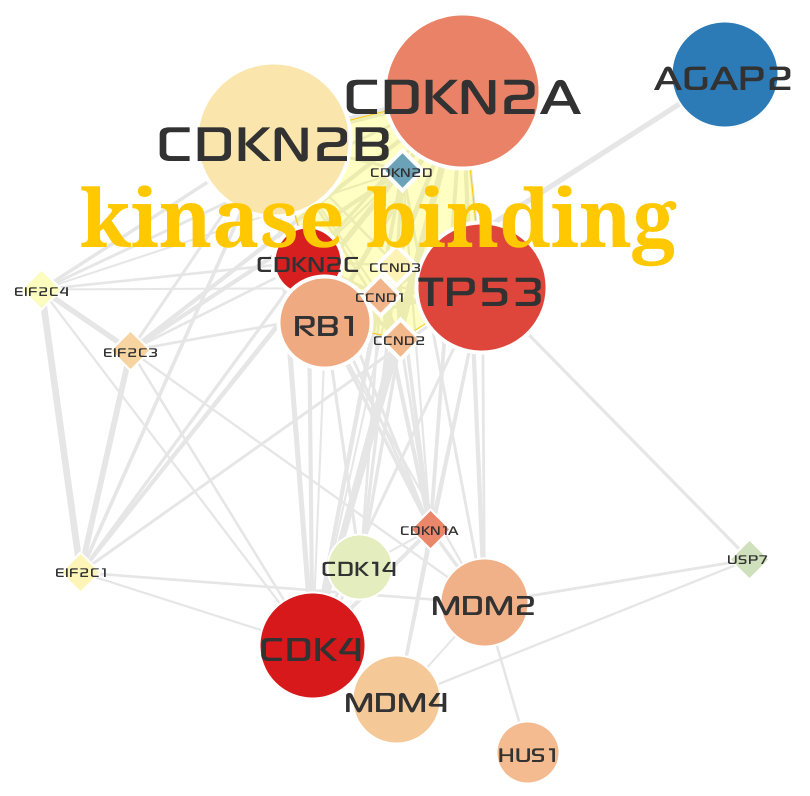 AGAP2
CDKN2A
CDKN2B
CDKN2D
kinase binding
CDKN2C
CCND3
EIF2C4
TP53
CCND1
RB1
CCND2
EIF2C3
CDKN1A
USP7
CDK14
EIF2C1
MDM2
CDK4
MDM4
HUS1